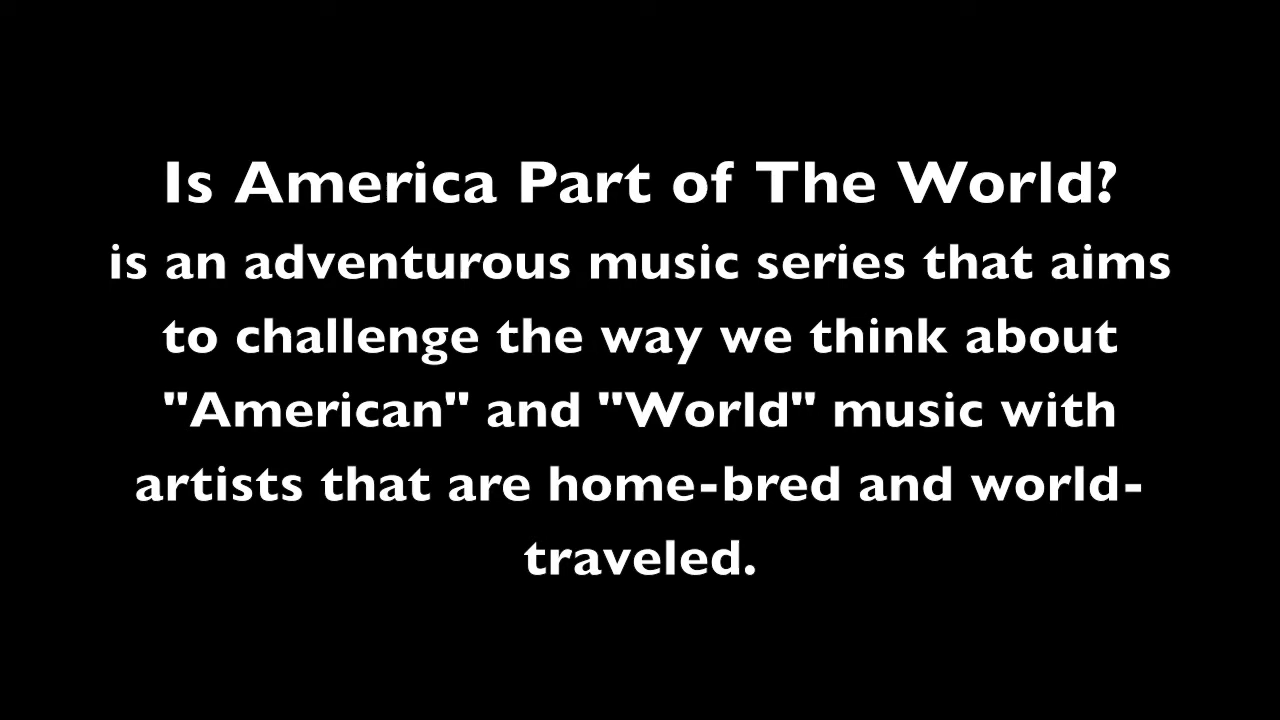 Is America Part of The World?
is an adventurous music series that aims
to challenge the way we think about
"American" and "World" music with
artists that are home-bred and world-
traveled.